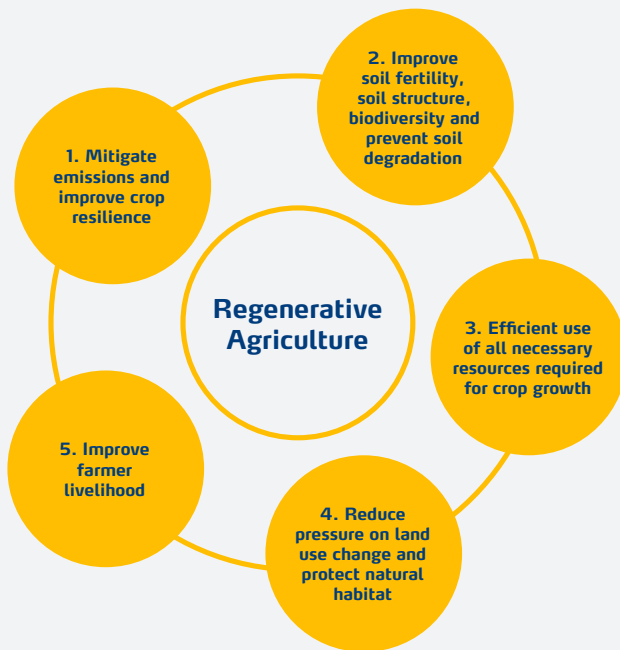 1. Mitigate
emissions and
improve crop
resilience
2. Improve
soil fertility,
soil structure,
biodiversity and
prevent soil
degradation
3. Efficient use
of all necessary
resources required
for crop growth
4. Reduce
pressure on land
use change and
protect natural
habitat
5. Improve
farmer
livelihood
Regenerative
Agriculture